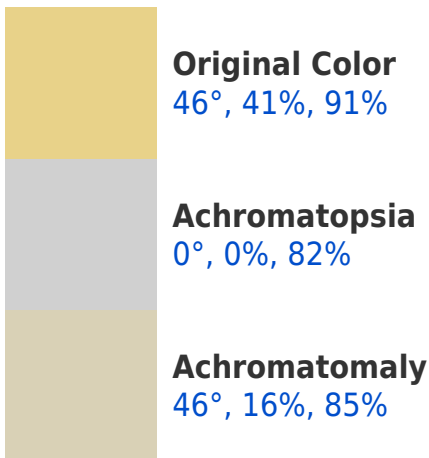 Original Color
46°, 41%, 91%
Achromatopsia
0°, 0%, 82%
Achromatomaly
46°, 16%, 85%